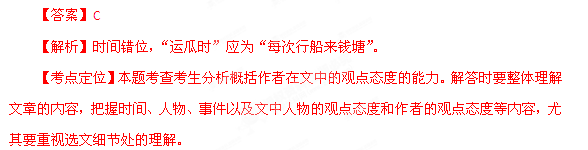 【答案】C
【解析】时间错位，“运瓜时”应为“每次行船来钱塘”。
【考点定位】本题考查考生分析概括作者在文中的观点态度的能力。解答时要整体理解
文章的内容，把握时间、人物、事件以及文中人物的观点态度和作者的观点态度等内容，尤
其要重视选文细节处的理解。